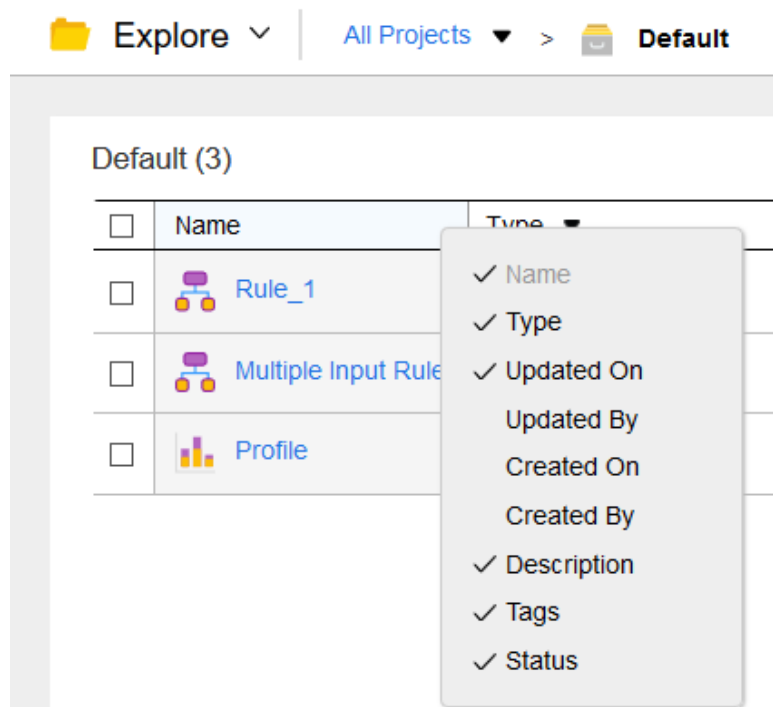 Explore All Projects > Default
Default (3)
Name Type
Rule_1
Multiple Input Rule
Profile
Name
Type
Updated On
Updated By
Created On
Created By
Description
Tags
Status